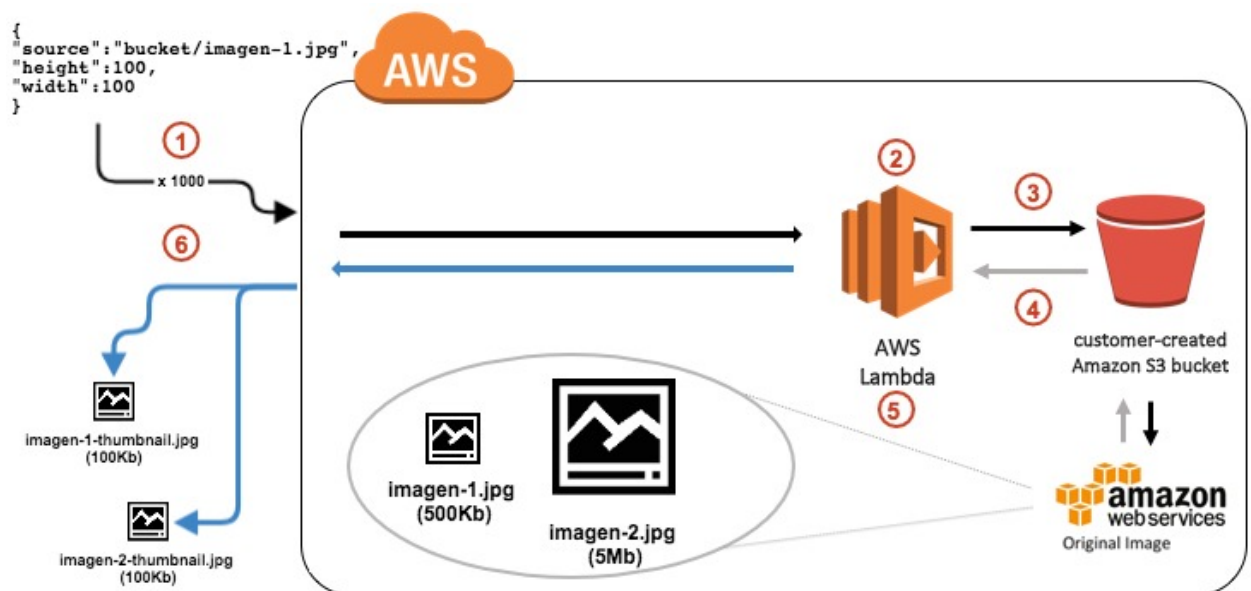 {
"source":"bucket/imagen-1.jpg",
"height":100,
"width":100
}
AWS
1
x 1000
2
3
6
4
AWS
Lambda
5
customer-created
Amazon S3 bucket
imagen-1-thumbnail.jpg
(100Kb)
imagen-1.jpg
(500Kb)
imagen-2.jpg
(5Mb)
amazon
webservices
Original Image
imagen-2-thumbnail.jpg
(100Kb)